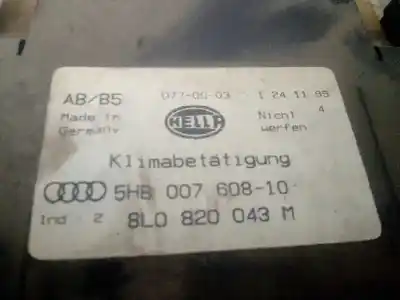 AB/B5 077-00-03 1 24 11 95
Made in HELLA Nicht 4
Germany werfen
Klimabetätigung
5HB 007 608-10
Ind 2 8L0 820 043 M